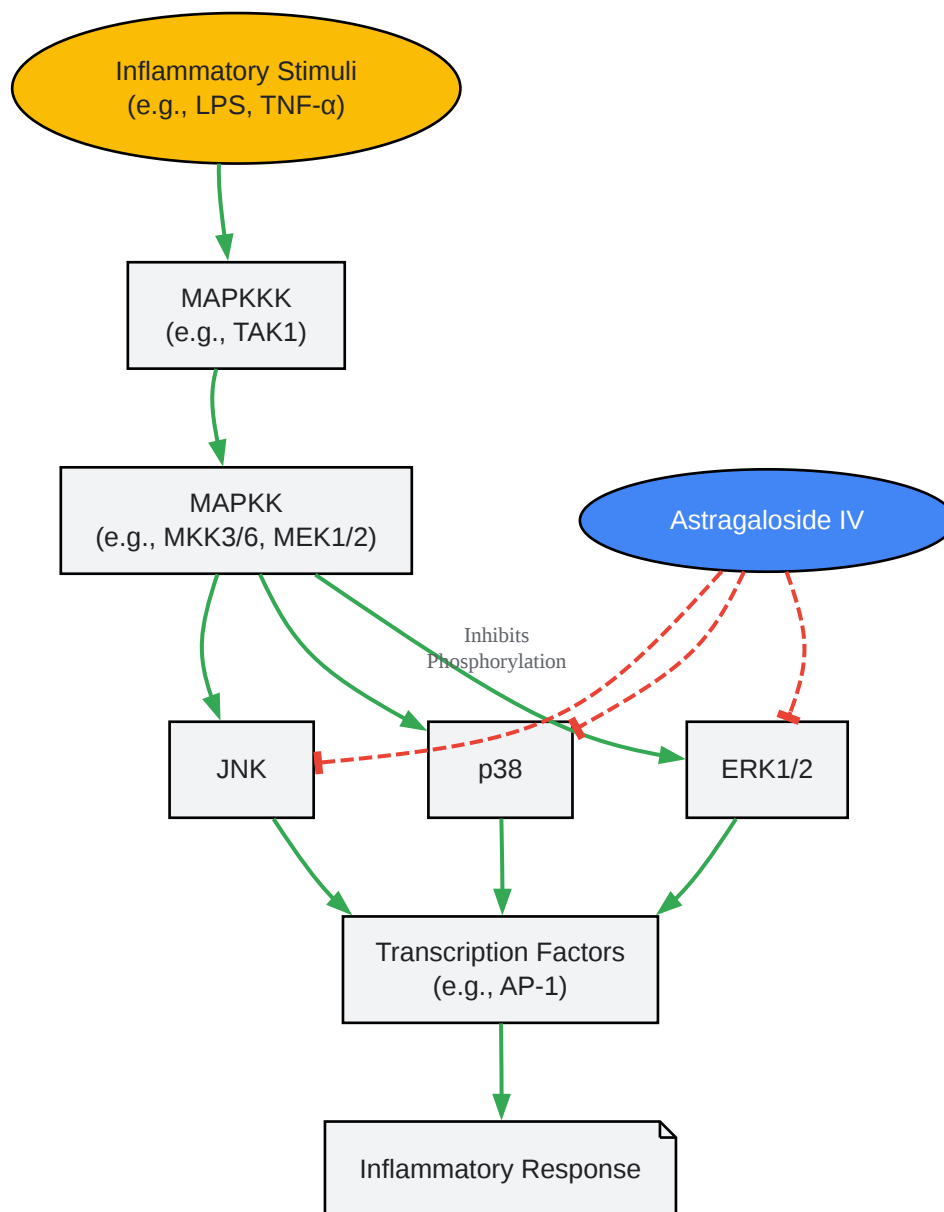 Inflammatory Stimuli
(e.g., LPS, TNF-α)
MAPKKK
(e.g., TAK1)
MAPKK
(e.g., MKK3/6, MEK1/2)
Astragaloside IV
Inhibits
Phosphorylation
JNK
p38
ERK1/2
Transcription Factors
(e.g., AP-1)
Inflammatory Response